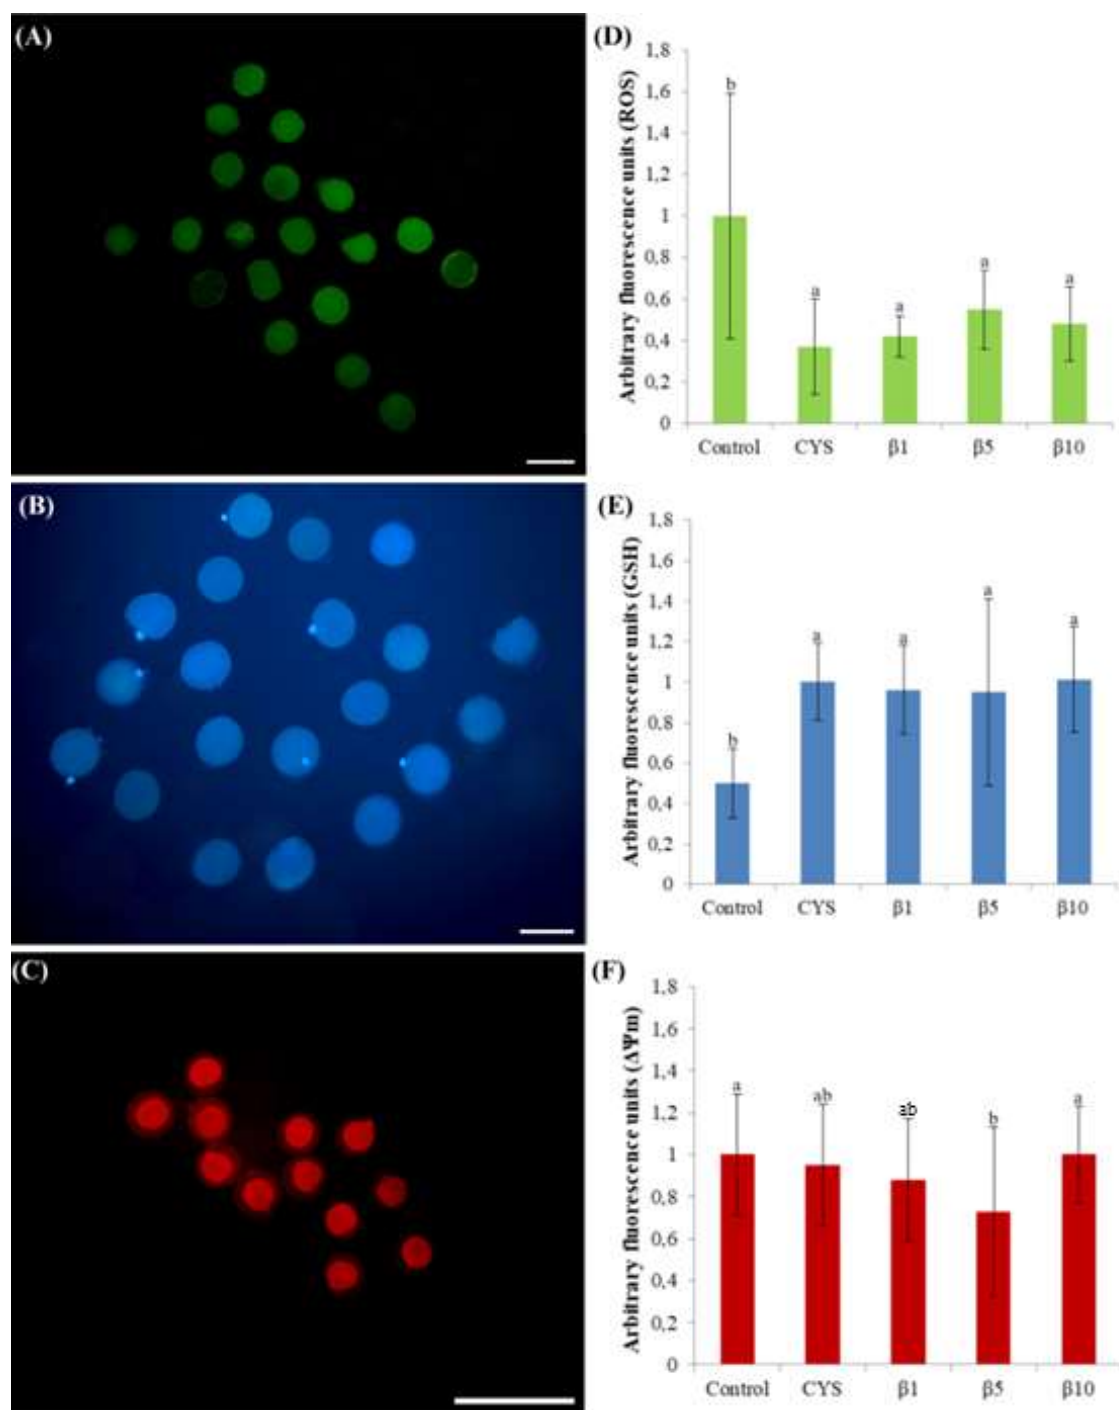 (A)
(D)
Arbitrary fluorescence units (ROS)
1,8
1,6
1,4
1,2
1
0,8
0,6
0,4
0,2
0
b
a
a
a
a
Control CYS β1 β5 β10
(B)
(E)
Arbitrary fluorescence units (GSH)
1,8
1,6
1,4
1,2
1
0,8
0,6
0,4
0,2
0
b
a
a
a
a
Control CYS β1 β5 β10
(C)
(F)
Arbitrary fluorescence units (ΔΨm)
1,8
1,6
1,4
1,2
1
0,8
0,6
0,4
0,2
0
a
ab
ab
b
a
Control CYS β1 β5 β10